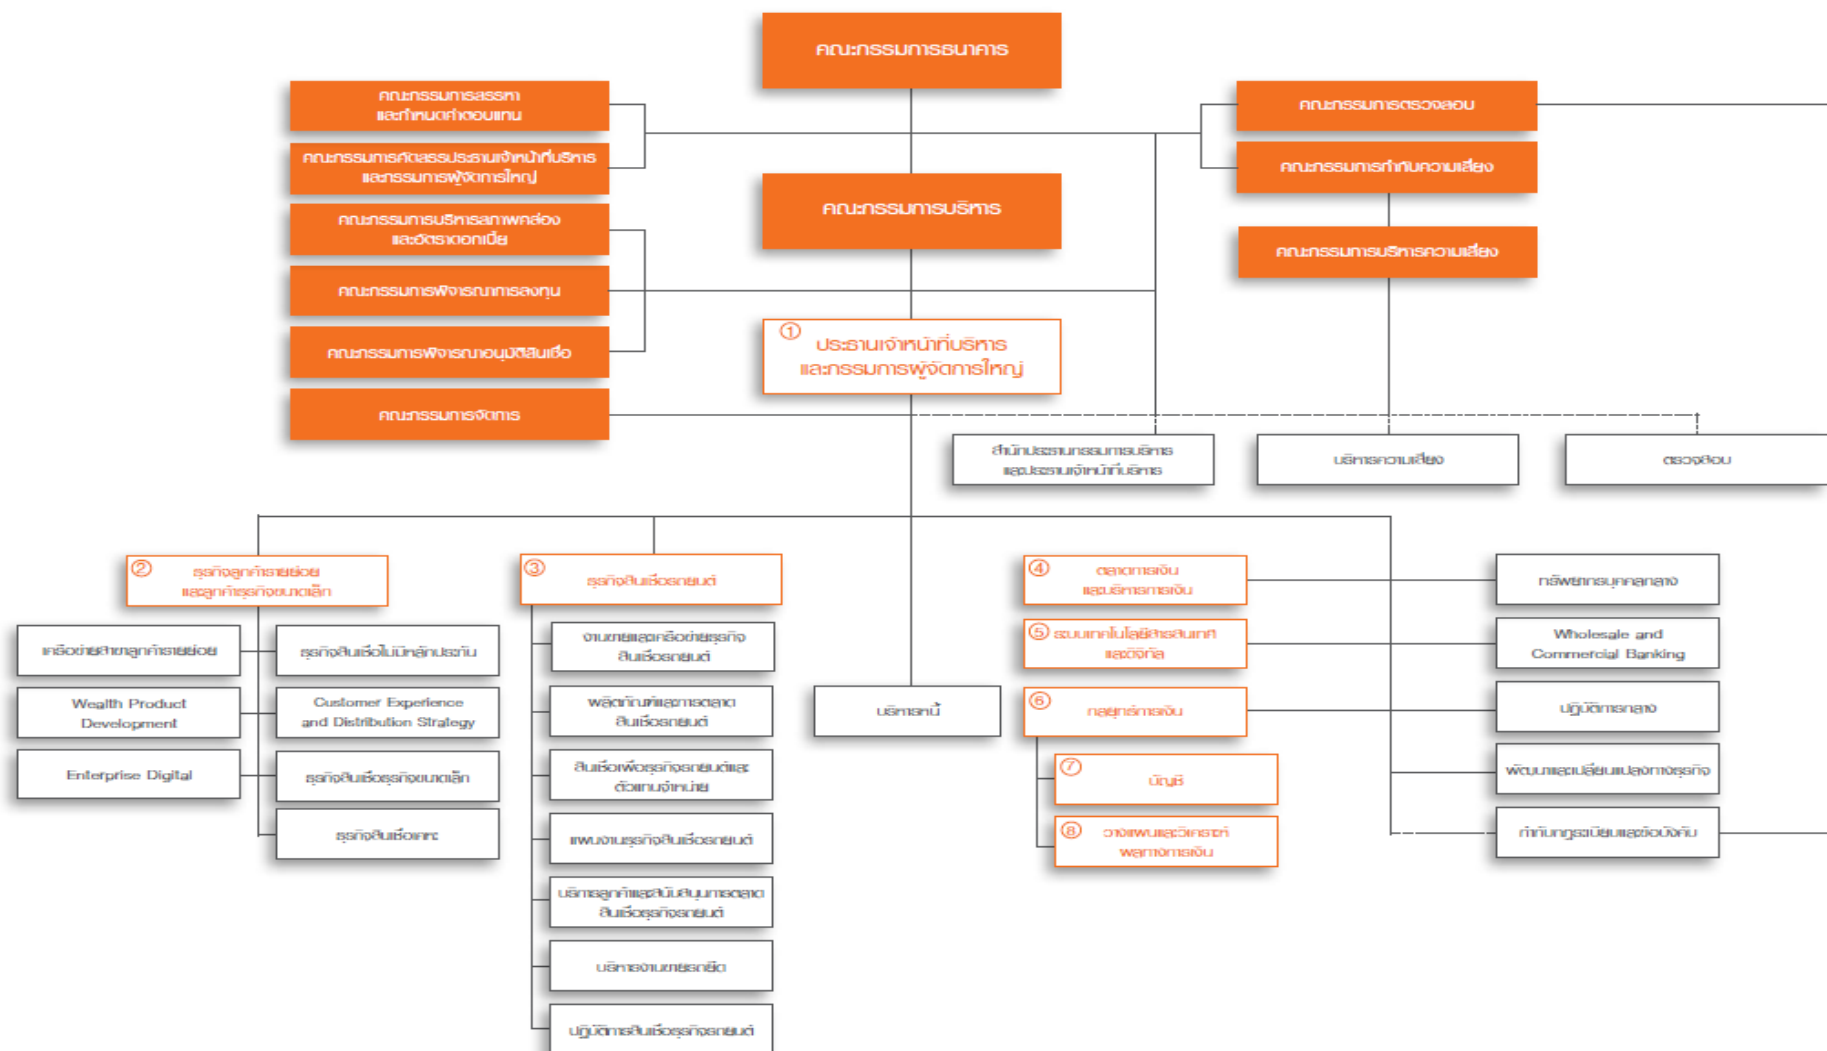 คณะกรรมการธนาคาร
คณะกรรมการสรรหา
และกำหนดค่าตอบแทน
คณะกรรมการตรวจสอบ
คณะกรรมการคัดสรรประธานเจ้าหน้าที่บริหาร
และกรรมการผู้จัดการใหญ่
คณะกรรมการกำกับความเสี่ยง
คณะกรรมการบริหาร
คณะกรรมการบริหารสภาพคล่อง
และอัตราดอกเบี้ย
คณะกรรมการบริหารความเสี่ยง
คณะกรรมการพิจารณาการลงทุน
① ประธานเจ้าหน้าที่บริหาร
และกรรมการผู้จัดการใหญ่
คณะกรรมการพิจารณาอนุมัติสินเชื่อ
คณะกรรมการจัดการ
สำนักประธานกรรมการบริหาร
และประธานเจ้าหน้าที่บริหาร
บริหารความเสี่ยง
ตรวจสอบ
② ธุรกิจลูกค้ารายย่อย
และลูกค้าธุรกิจขนาดเล็ก
เครือข่ายสาขาลูกค้ารายย่อย
ธุรกิจสินเชื่อไม่มีหลักประกัน
Wealth Product
Development
Customer Experience
and Distribution Strategy
Enterprise Digital
ธุรกิจสินเชื่อธุรกิจขนาดเล็ก
ธุรกิจสินเชื่อเคหะ
③ ธุรกิจสินเชื่อรถยนต์
งานขายและเครือข่ายธุรกิจ
สินเชื่อรถยนต์
ผลิตภัณฑ์และการตลาด
สินเชื่อรถยนต์
สินเชื่อเพื่อธุรกิจรถยนต์และ
ตัวแทนจำหน่าย
แผนงานธุรกิจสินเชื่อรถยนต์
บริการลูกค้าและสนับสนุนการตลาด
สินเชื่อธุรกิจรถยนต์
บริหารงานขายรถยึด
ปฏิบัติการสินเชื่อธุรกิจรถยนต์
บริหารหนี้
④ ตลาดการเงิน
และบริหารการเงิน
⑤ ระบบเทคโนโลยีสารสนเทศ
และดิจิทัล
⑥ กลยุทธ์การเงิน
⑦ บัญชี
⑧ วางแผนและวิเคราะห์
ผลทางการเงิน
ทรัพยากรบุคคลกลาง
Wholesale and
Commercial Banking
ปฏิบัติการกลาง
พัฒนาและเปลี่ยนแปลงทางธุรกิจ
กำกับกฎระเบียบและข้อบังคับ